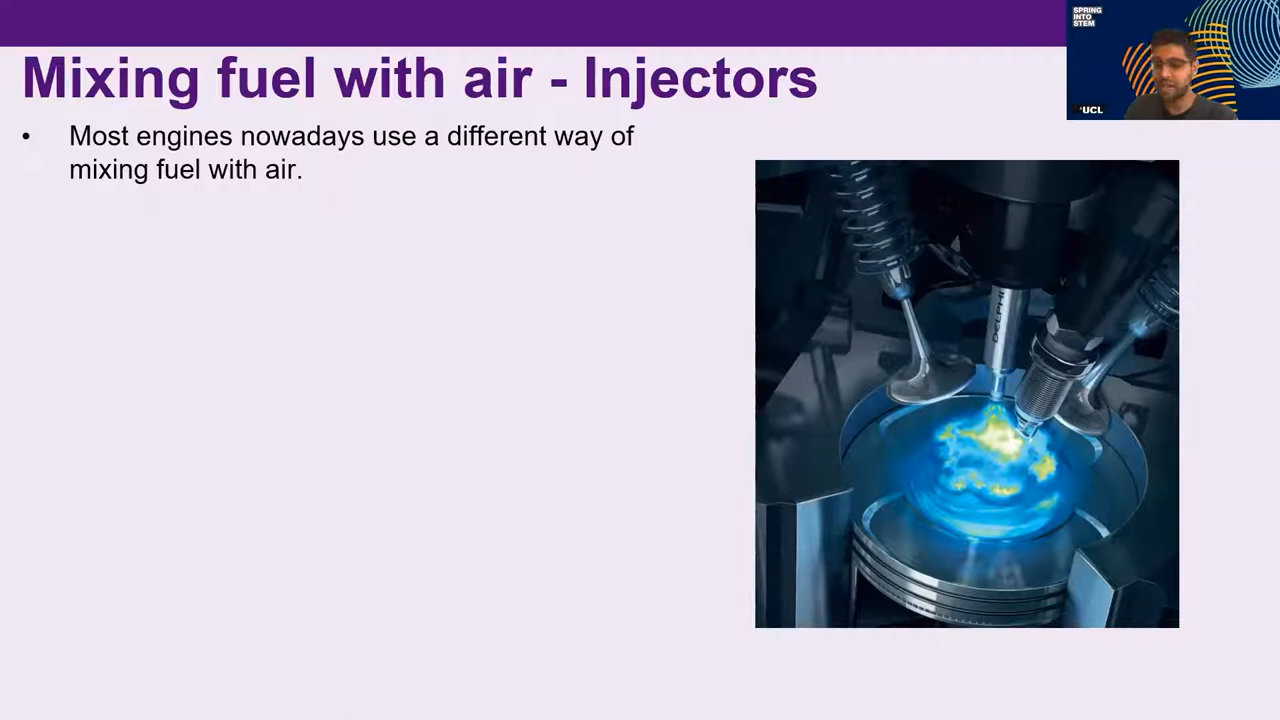 Mixing fuel with air - Injectors
SPRING
INTO
STEM
UCL
• Most engines nowadays use a different way of
mixing fuel with air.
DELPHI